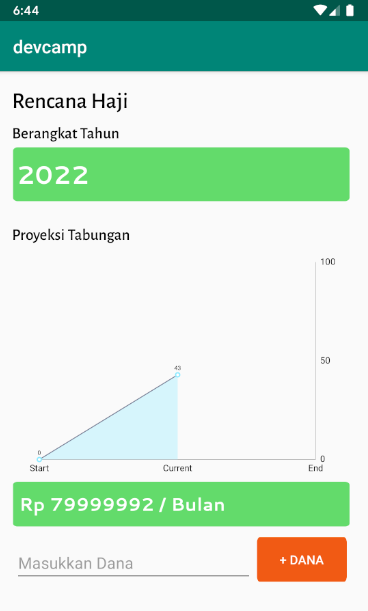 6:44
devcamp
Rencana Haji
Berangkat Tahun
2022
Proyeksi Tabungan
100
50
43
0
0
Start
Current
End
Rp 79999992 / Bulan
Masukkan Dana
+ DANA